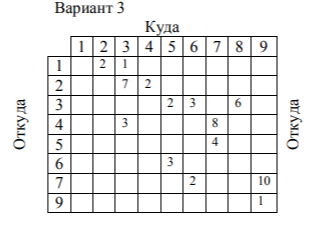 Вариант 3
Куда
1 2 3 4 5 6 7 8 9
1 2 1
2 7 2
3 2 3 6
4 3 8
5 4
6 3
7 2 10
9 1
Откуда
Откуда